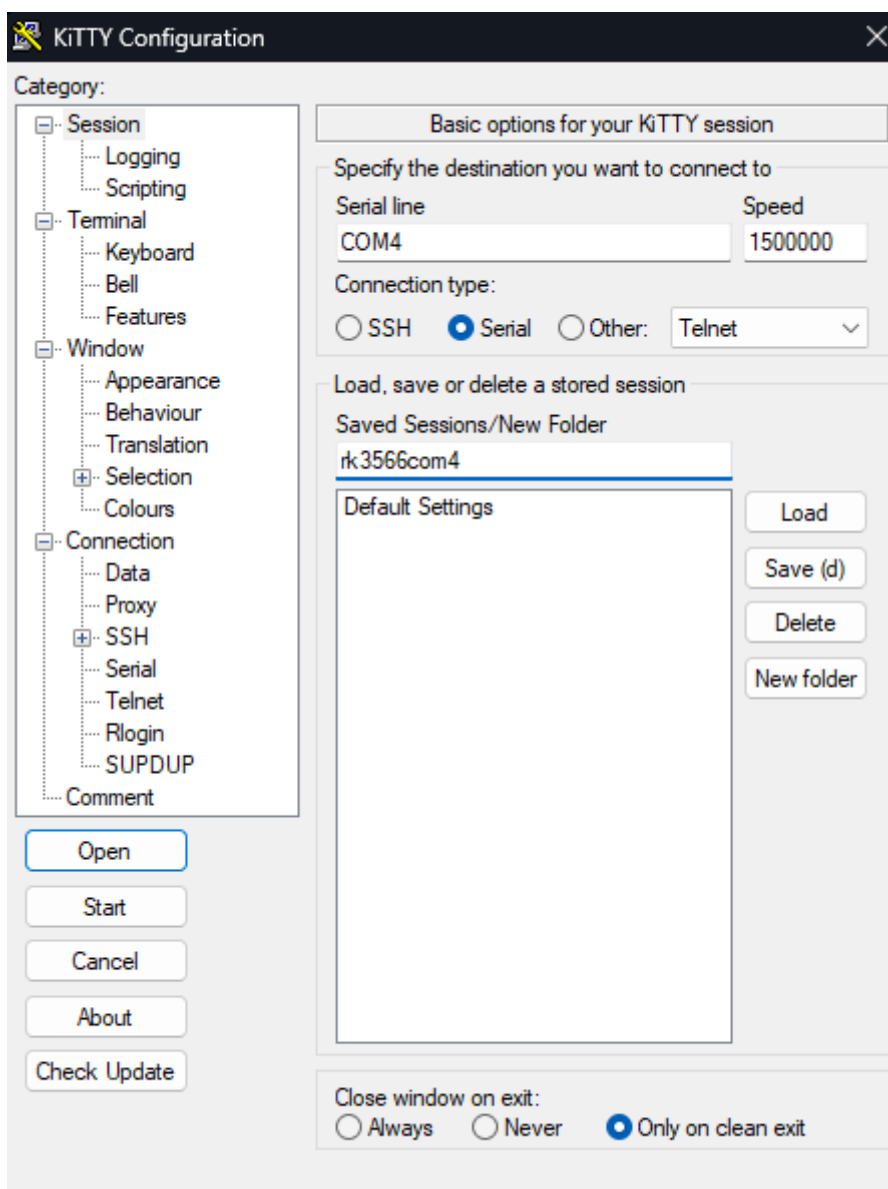 KiTTY Configuration
Category:
Session
Logging
Scripting
Terminal
Keyboard
Bell
Features
Window
Appearance
Behaviour
Translation
Selection
Colours
Connection
Data
Proxy
SSH
Serial
Telnet
Rlogin
SUPDUP
Comment
Open
Start
Cancel
About
Check Update
Basic options for your KiTTY session
Specify the destination you want to connect to
Serial line Speed
COM4 1500000
Connection type:
SSH Serial Other: Telnet
Load, save or delete a stored session
Saved Sessions/New Folder
rk3566com4
Default Settings
Load
Save (d)
Delete
New folder
Close window on exit:
Always Never Only on clean exit